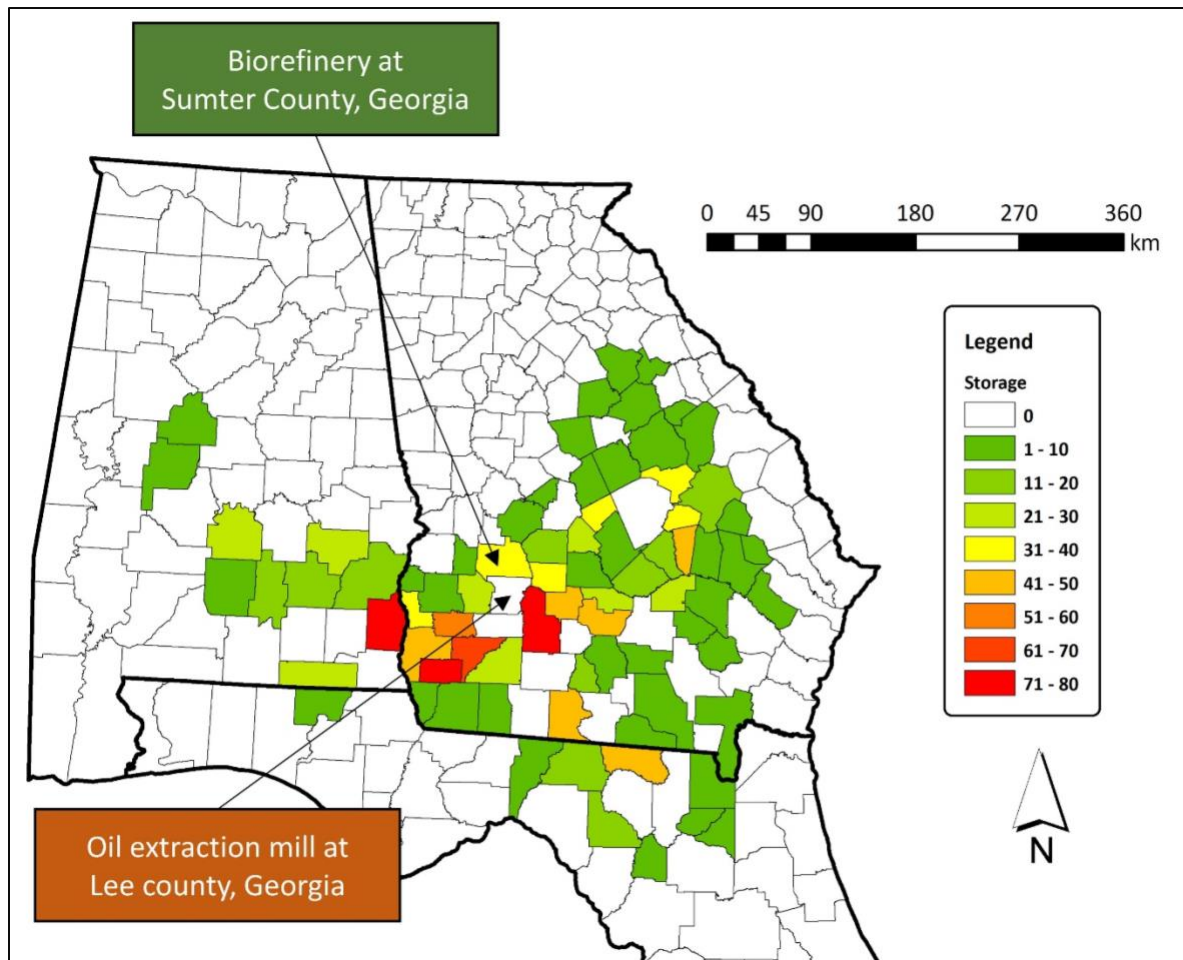 Biorefinery at
Sumter County, Georgia
0 45 90 180 270 360
km
Legend
Storage
0
1 - 10
11 - 20
21 - 30
31 - 40
41 - 50
51 - 60
61 - 70
71 - 80
N
Oil extraction mill at
Lee county, Georgia